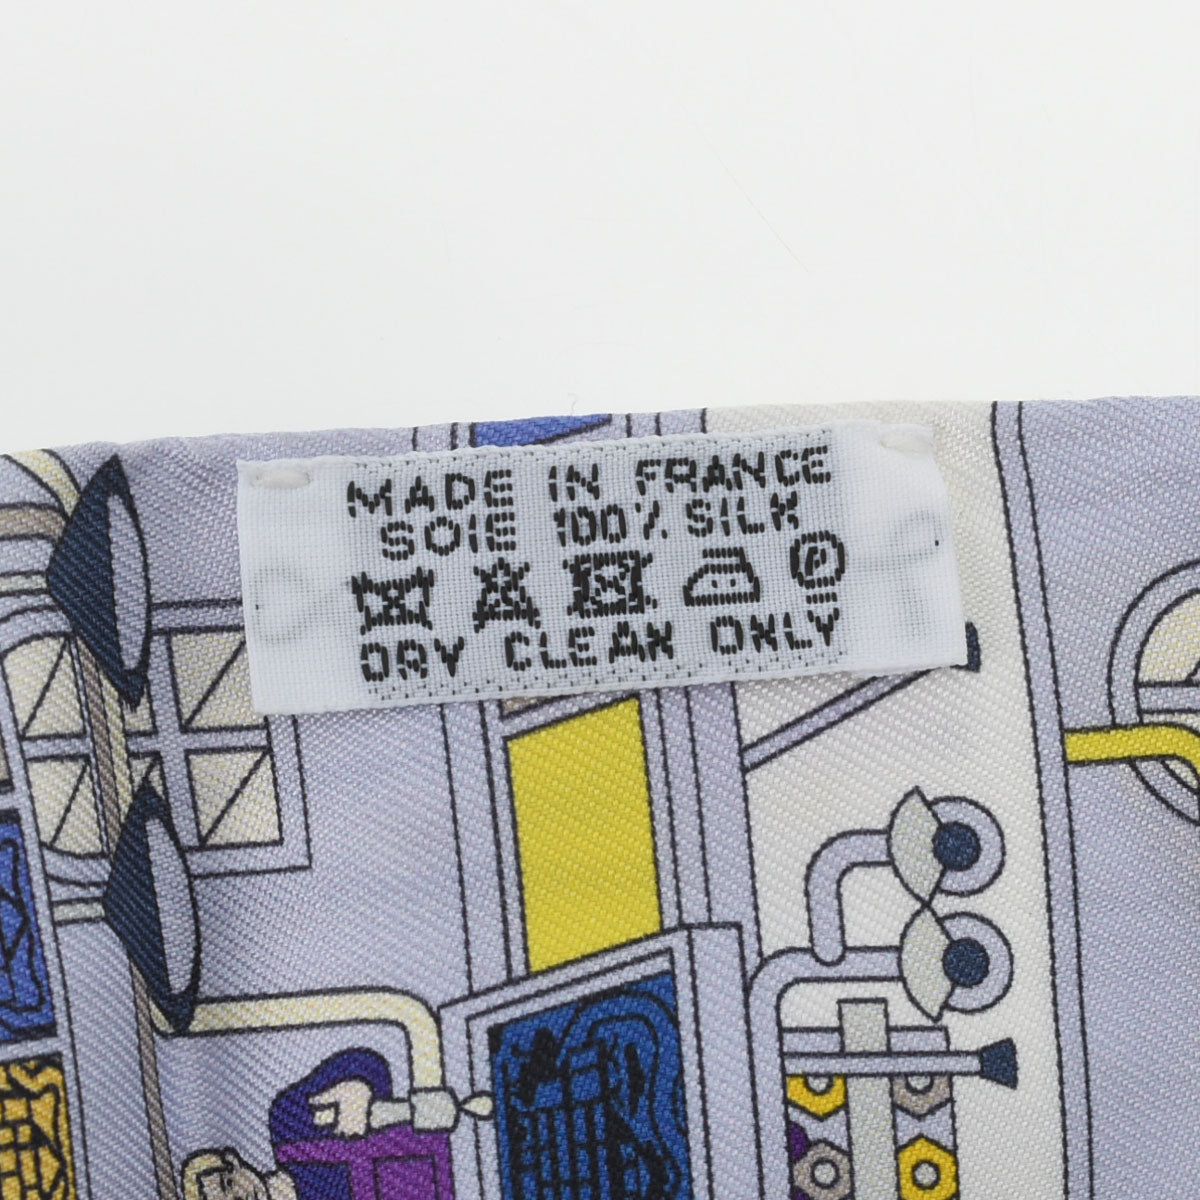 MADE IN FRANCE
SOIE 100% SILK
P
DRY CLEAN ONLY